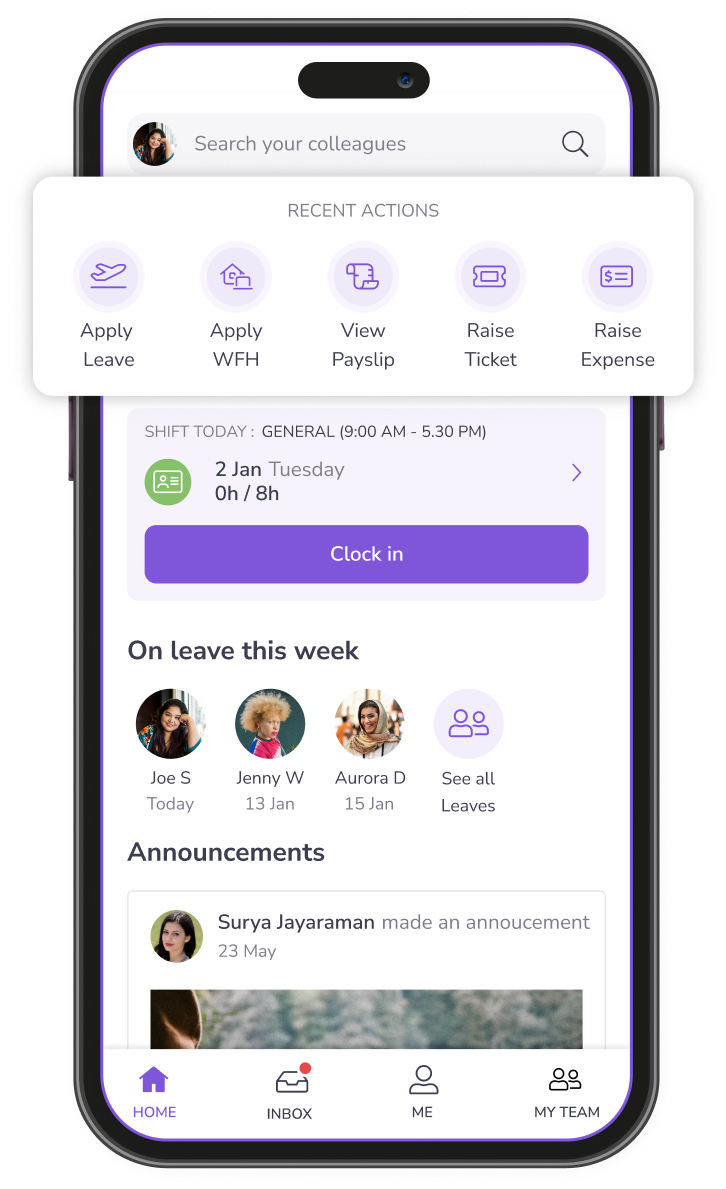 Search your colleagues
RECENT ACTIONS
Apply Leave
Apply WFH
View Payslip
Raise Ticket
Raise Expense
SHIFT TODAY : GENERAL (9:00 AM - 5.30 PM)
2 Jan Tuesday
0h / 8h
Clock in
On leave this week
Joe S
Today
Jenny W
13 Jan
Aurora D
15 Jan
See all
Leaves
Announcements
Surya Jayaraman made an annoucement
23 May
HOME
INBOX
ME
MY TEAM